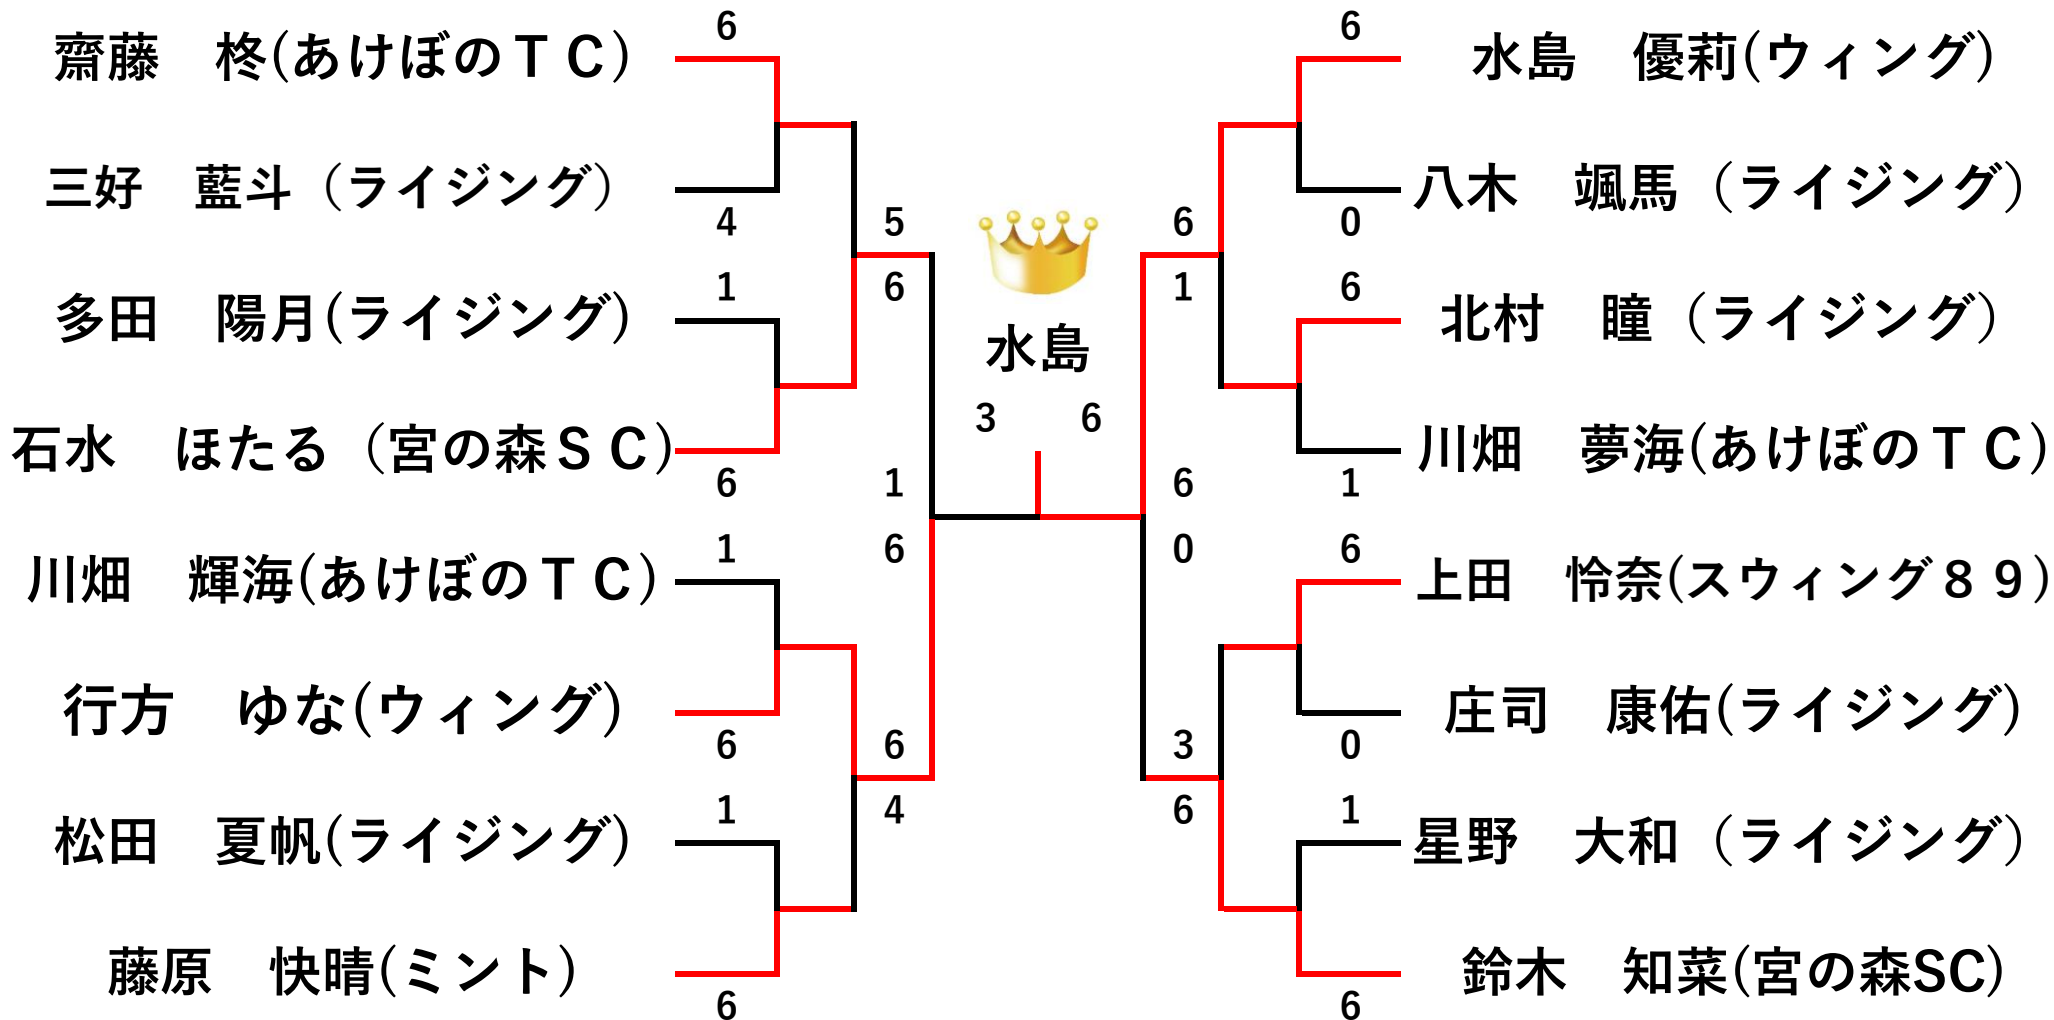 6
齋藤　柊(あけぼのＴＣ)
三好　藍斗（ライジング）
4
5
1
6
多田　陽月(ライジング)
石水　ほたる（宮の森ＳＣ)
6
1
1
6
川畑　輝海(あけぼのＴＣ)
行方　ゆな(ウィング)
6
6
1
4
松田　夏帆(ライジング)
藤原　快晴(ミント)
6
水島
3　6
6
水島　優莉(ウィング)
八木　颯馬（ライジング)
6
0
1
6
北村　瞳（ライジング)
川畑　夢海(あけぼのＴＣ)
6
1
0
6
上田　怜奈(スウィング８９)
庄司　康佑(ライジング)
3
0
6
1
星野　大和（ライジング)
鈴木　知菜(宮の森SC)
6